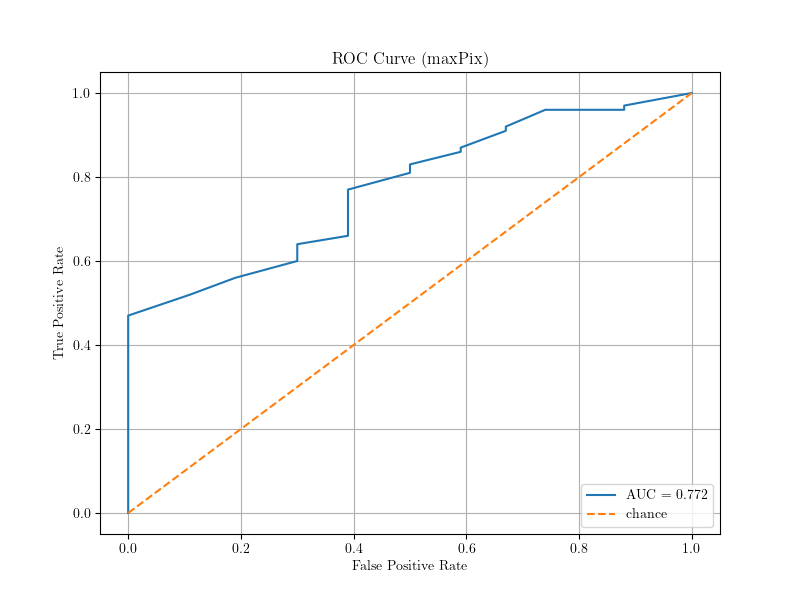 ROC Curve (maxPix)
1.0
0.8
0.6
0.4
0.2
0.0
True Positive Rate
0.0 0.2 0.4 0.6 0.8 1.0
False Positive Rate
AUC = 0.772
chance